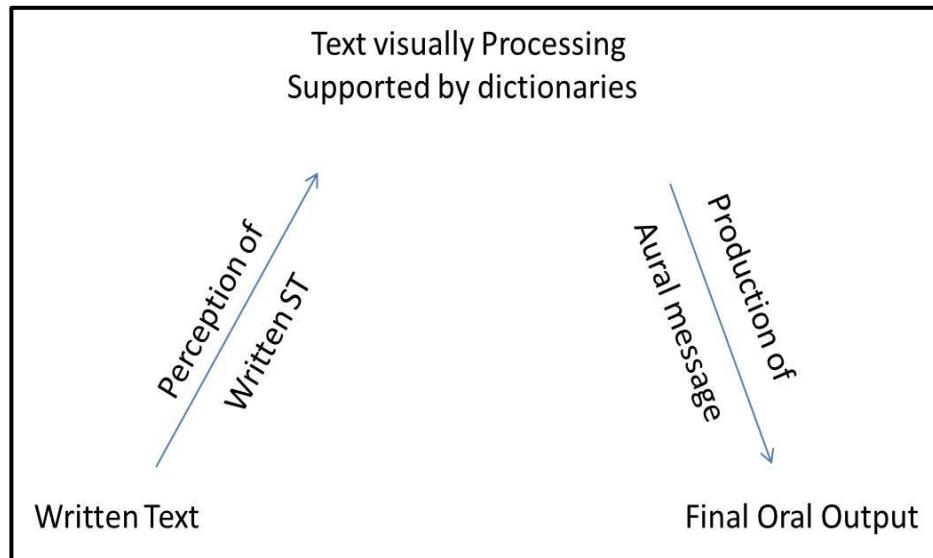 Text visually Processing
Supported by dictionaries
Perception of
Written ST
Production of
Aural message
Written Text
Final Oral Output